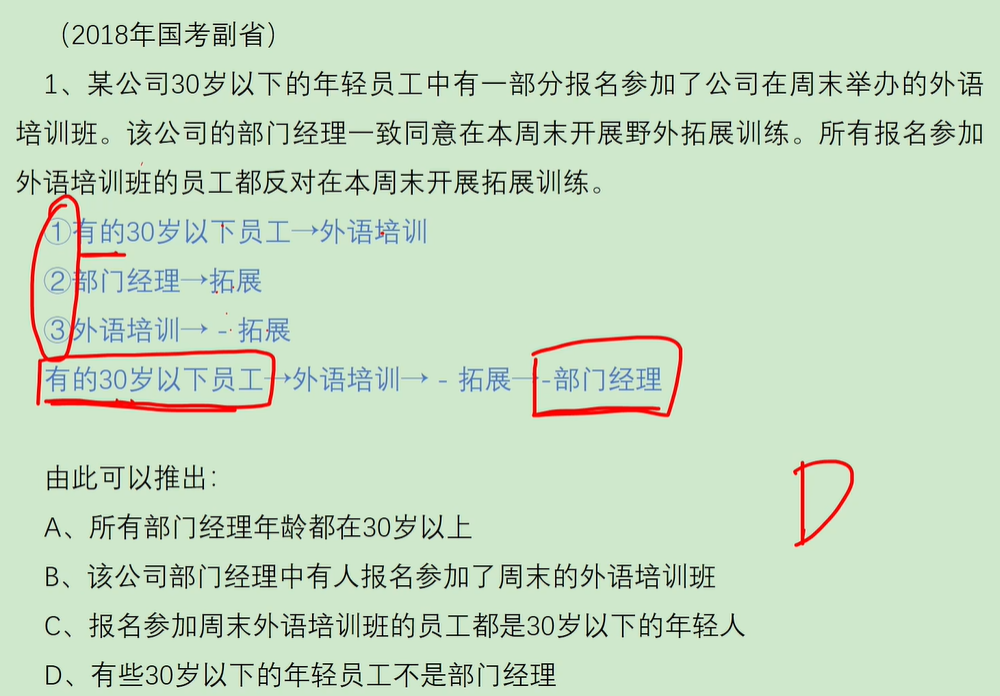 （2018年国考副省）
1、某公司30岁以下的年轻员工中有一部分报名参加了公司在周末举办的外语
培训班。该公司的部门经理一致同意在本周末开展野外拓展训练。所有报名参加
外语培训班的员工都反对在本周末开展拓展训练。
①有的30岁以下员工→外语培训
②部门经理→拓展
③外语培训→ - 拓展
有的30岁以下员工→外语培训→ - 拓展→-部门经理
由此可以推出：
D
A、所有部门经理年龄都在30岁以上
B、该公司部门经理中有人报名参加了周末的外语培训班
C、报名参加周末外语培训班的员工都是30岁以下的年轻人
D、有些30岁以下的年轻员工不是部门经理